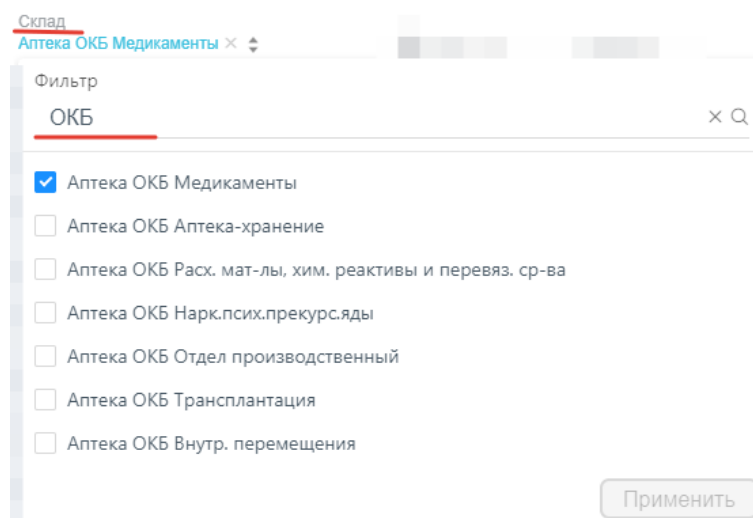 Склад
Аптека ОКБ Медикаменты
Фильтр
ОКБ
Аптека ОКБ Медикаменты
Аптека ОКБ Аптека-хранение
Аптека ОКБ Расх. мат-лы, хим. реактивы и перевяз. ср-ва
Аптека ОКБ Нарк.псих.прекурс.яды
Аптека ОКБ Отдел производственный
Аптека ОКБ Трансплантация
Аптека ОКБ Внутр. перемещения
Применить